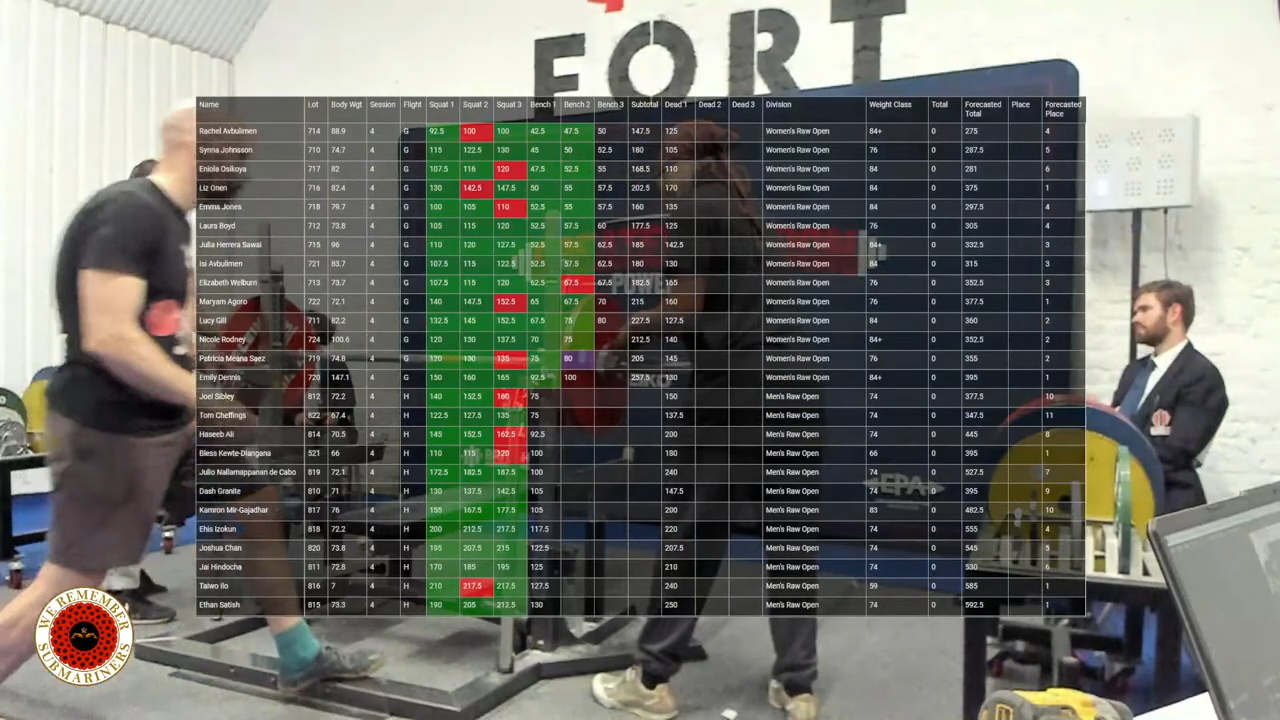 FORT
Name Lot Body Wgt Session Flight Squat 1 Squat 2 Squat 3 Bench 1 Bench 2 Bench 3 Subtotal Dead 1 Dead 2 Dead 3 Division Weight Class Total Forecasted Total Place Forecasted Place
Rachel Avbulimen 714 88.9 4 G 92.5 100 100 42.5 47.5 50 147.5 125 Women's Raw Open 84+ 0 275 4
Synna Johnsson 710 74.7 4 G 115 122.5 130 45 50 52.5 180 105 Women's Raw Open 76 0 287.5 5
Eniola Osikoya 717 82 4 G 107.5 116 120 47.5 52.5 55 168.5 110 Women's Raw Open 84 0 281 6
Liz Onen 716 82.4 4 G 130 142.5 147.5 50 55 57.5 202.5 170 Women's Raw Open 84 0 375 1
Emma Jones 718 79.7 4 G 100 105 110 52.5 55 57.5 160 135 Women's Raw Open 84 0 297.5 4
Laura Boyd 712 73.8 4 G 105 115 120 52.5 57.5 60 177.5 125 Women's Raw Open 76 0 305 4
Julia Herrera Sawai 715 96 4 G 110 120 127.5 52.5 57.5 62.5 185 142.5 Women's Raw Open 84+ 0 332.5 3
Isi Avbulimen 721 83.7 4 G 107.5 115 122.5 52.5 57.5 62.5 180 130 Women's Raw Open 84 0 315 3
Elizabeth Welburn 713 73.7 4 G 107.5 115 120 62.5 67.5 67.5 182.5 165 Women's Raw Open 76 0 352.5 3
Maryam Agoro 722 72.1 4 G 140 147.5 152.5 65 67.5 70 215 160 Women's Raw Open 76 0 377.5 1
Lucy Gill 711 82.2 4 G 132.5 145 152.5 67.5 75 80 227.5 127.5 Women's Raw Open 84 0 360 2
Nicole Rodney 724 100.6 4 G 120 130 137.5 70 75 212.5 140 Women's Raw Open 84+ 0 352.5 2
Patricia Meana Saez 719 74.8 4 G 120 130 135 75 80 205 145 Women's Raw Open 76 0 355 2
Emily Dennis 720 147.1 4 G 150 160 165 92.5 100 257.5 130 Women's Raw Open 84+ 0 395 1
Joel Sibley 812 72.2 4 H 140 152.5 160 75 150 Men's Raw Open 74 0 377.5 10
Tom Cheffings 822 67.4 4 H 122.5 127.5 135 75 137.5 Men's Raw Open 74 0 347.5 11
Haseeb Ali 814 70.5 4 H 145 152.5 162.5 92.5 200 Men's Raw Open 74 0 445 8
Bless Kewte-Diangana 521 66 4 H 110 115 120 100 180 Men's Raw Open 66 0 395 1
Julio Nallamappanan de Cabo 819 72.1 4 H 172.5 182.5 187.5 100 240 Men's Raw Open 74 0 527.5 7
Dash Granite 810 71 4 H 130 137.5 142.5 105 147.5 Men's Raw Open 74 0 395 9
Kamron Mir-Gajadhar 817 76 4 H 155 167.5 177.5 105 200 Men's Raw Open 83 0 482.5 10
Ehis Izokun 818 72.2 4 H 200 212.5 217.5 117.5 220 Men's Raw Open 74 0 555 4
Joshua Chan 820 73.8 4 H 195 207.5 215 122.5 207.5 Men's Raw Open 74 0 545 5
Jai Hindocha 811 72.8 4 H 170 185 195 125 210 Men's Raw Open 74 0 530 6
Taiwo Ilo 816 7 4 H 210 217.5 217.5 127.5 240 Men's Raw Open 59 0 585 1
Ethan Satish 815 73.3 4 H 190 205 212.5 130 250 Men's Raw Open 74 0 592.5 1
EPA
WE REMEMBER SUBMARINERS